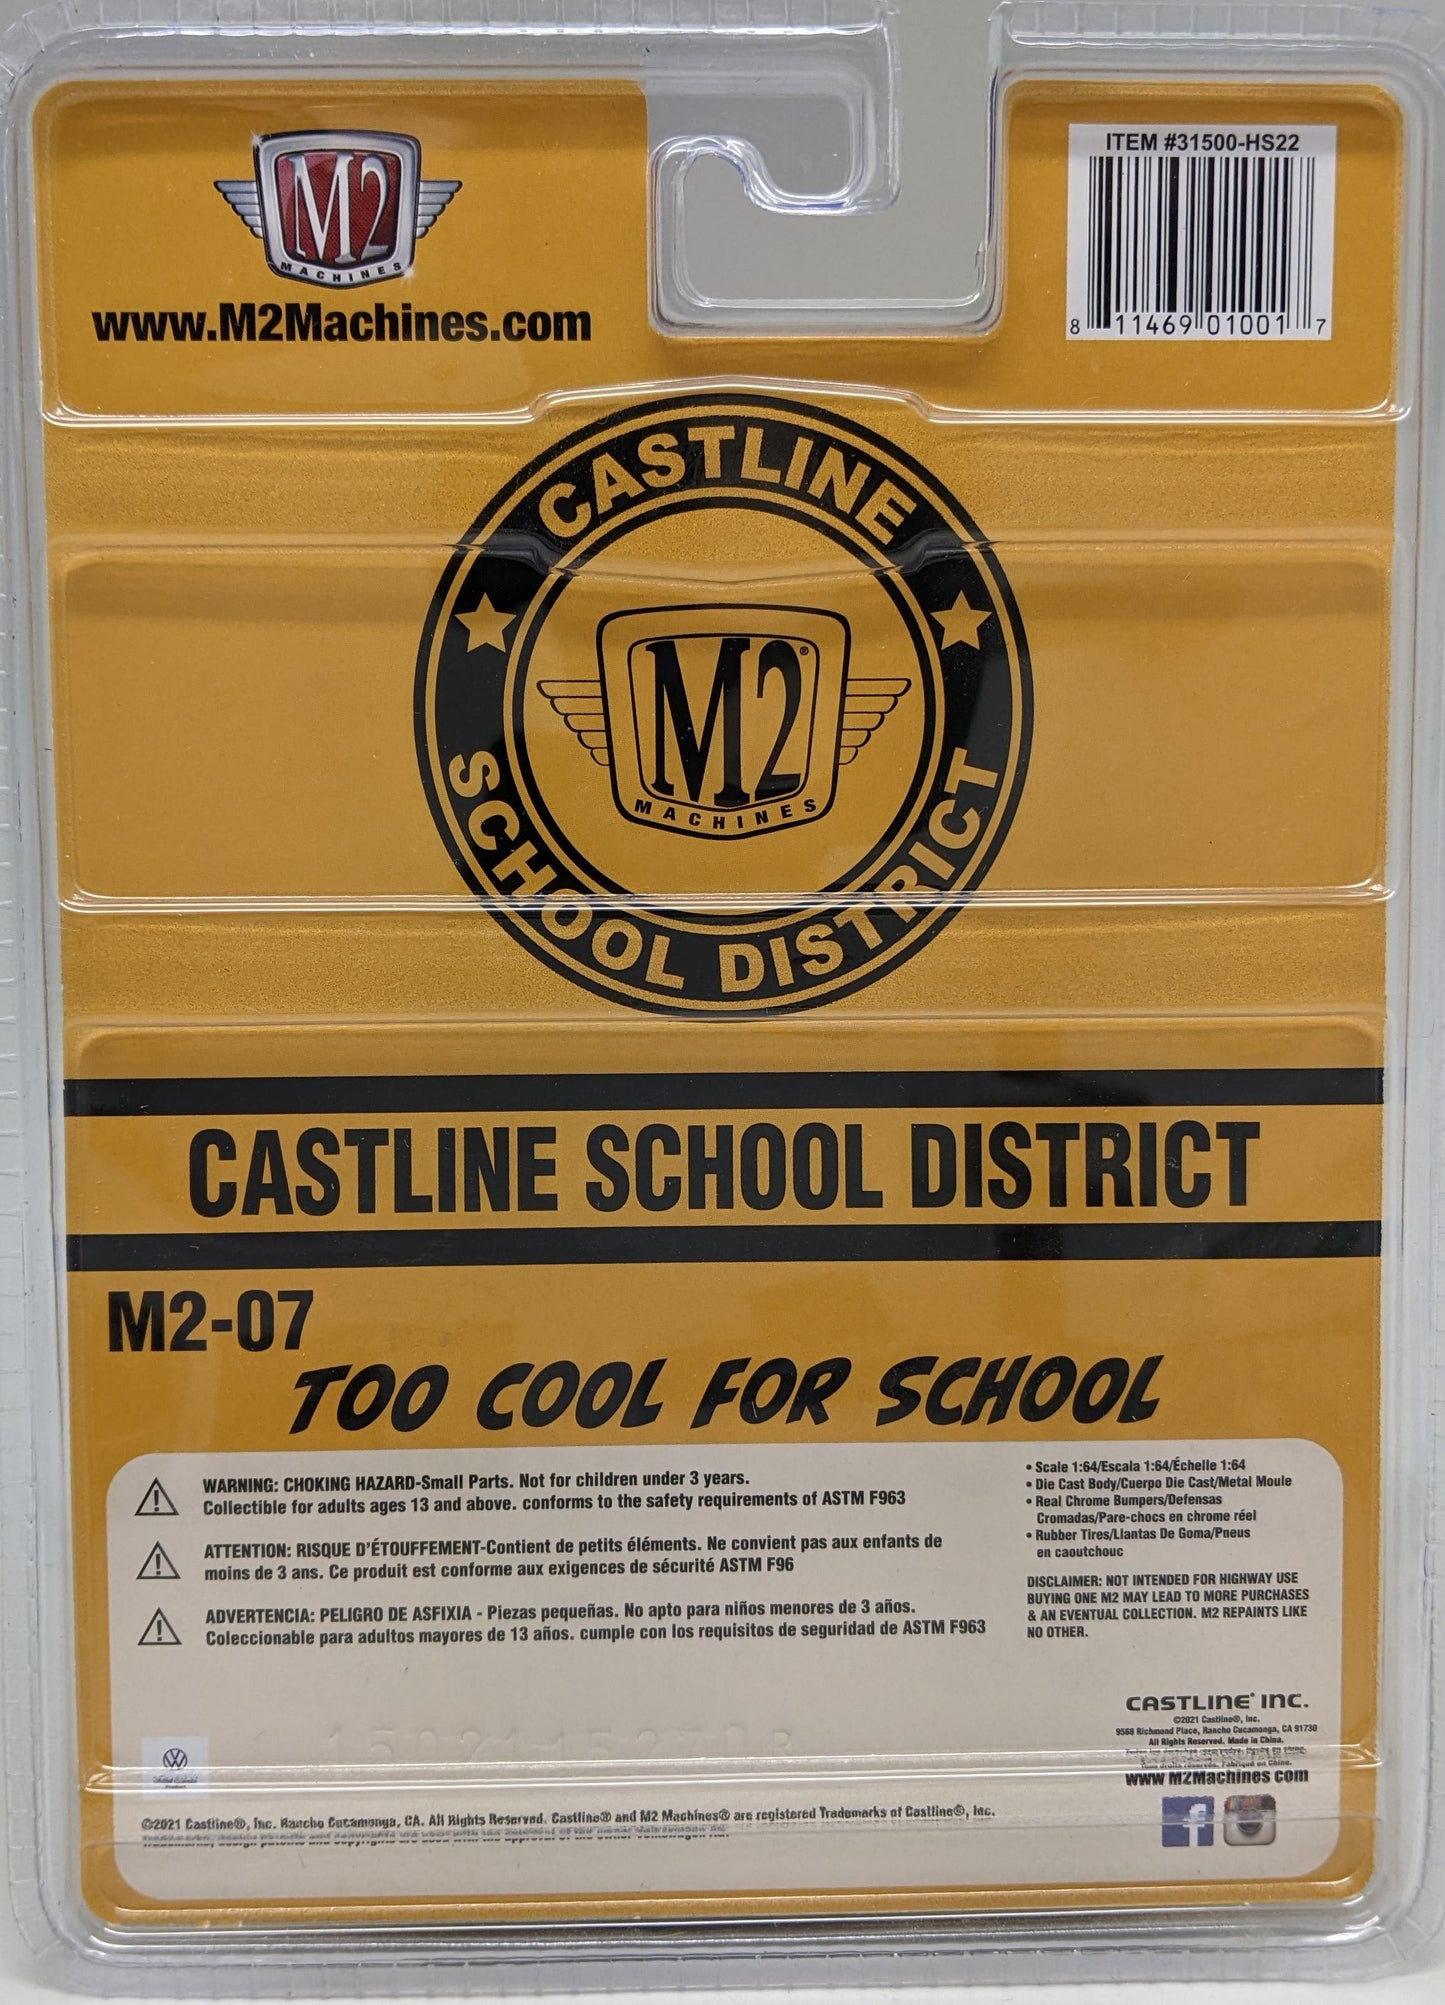 M2
MACHINES
www.M2Machines.com
ITEM #31500-HS22
8 11469 01001 7
CASTLINE
M2®
MACHINES
SCHOOL DISTRICT
CASTLINE SCHOOL DISTRICT
M2-07
TOO COOL FOR SCHOOL
WARNING: CHOKING HAZARD-Small Parts. Not for children under 3 years.
Collectible for adults ages 13 and above. conforms to the safety requirements of ASTM F963
ATTENTION: RISQUE D'ÉTOUFFEMENT-Contient de petits éléments. Ne convient pas aux enfants de
moins de 3 ans. Ce produit est conforme aux exigences de sécurité ASTM F96
ADVERTENCIA: PELIGRO DE ASFIXIA - Piezas pequeñas. No apto para niños menores de 3 años.
Coleccionable para adultos mayores de 13 años. cumple con los requisitos de seguridad de ASTM F963
• Scale 1:64/Escala 1:64/Échelle 1:64
• Die Cast Body/Cuerpo Die Cast/Metal Moule
• Real Chrome Bumpers/Defensas
Cromadas/Pare-chocs en chrome réel
• Rubber Tires/Llantas De Goma/Pneus
en caoutchouc
DISCLAIMER: NOT INTENDED FOR HIGHWAY USE
BUYING ONE M2 MAY LEAD TO MORE PURCHASES
& AN EVENTUAL COLLECTION. M2 REPAINTS LIKE
NO OTHER.
CASTLINE® INC.
©2021 Castline®, Inc.
9568 Richmond Place, Rancho Cucamonga, CA 91730
All Rights Reserved. Made in China.
www M2Machines com
©2021 Castline®, Inc. Rancho Cucamonga, CA. All Rights Reserved. Castline® and M2 Machines® are registered Trademarks of Castline®, Inc.